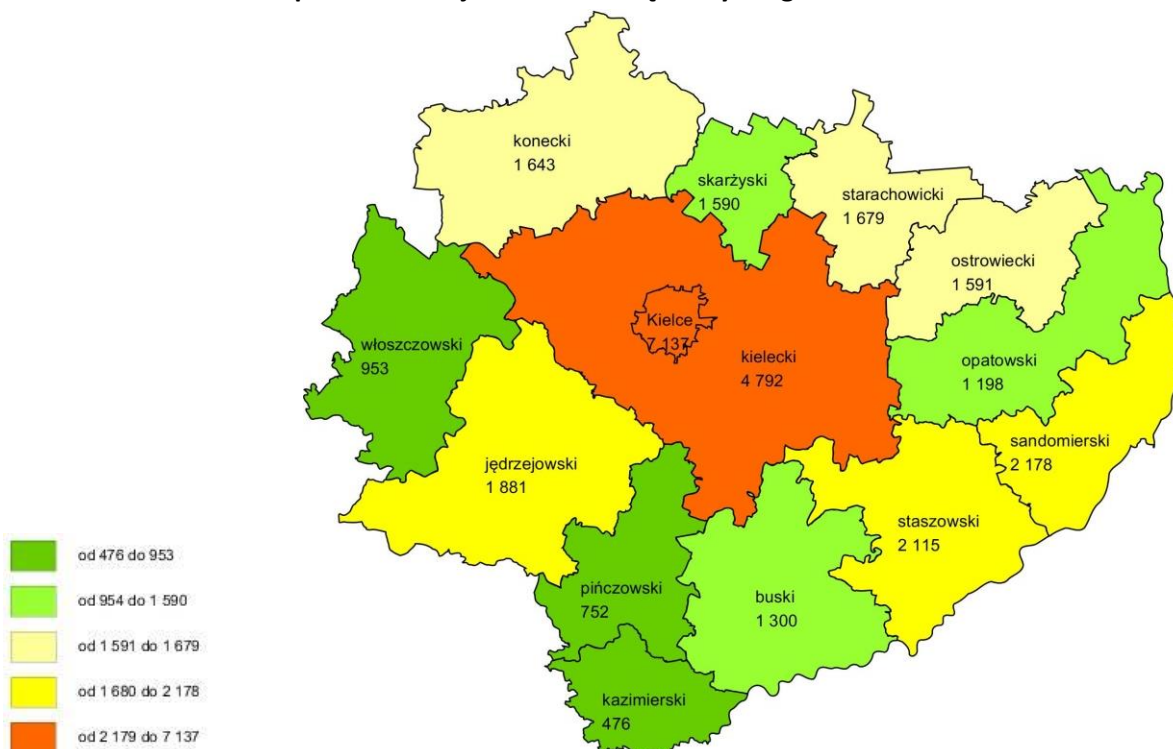 konecki
1 643
skarżyski
1 590
starachowicki
1 679
ostrowiecki
1 591
włoszczowski
953
Kielce
7 137
kielecki
4 792
opatowski
1 198
sandomierski
2 178
jędrzejowski
1 881
staszowski
2 115
pińczowski
752
buski
1 300
kazimierski
476
od 476 do 953
od 954 do 1 590
od 1 591 do 1 679
od 1 680 do 2 178
od 2 179 do 7 137